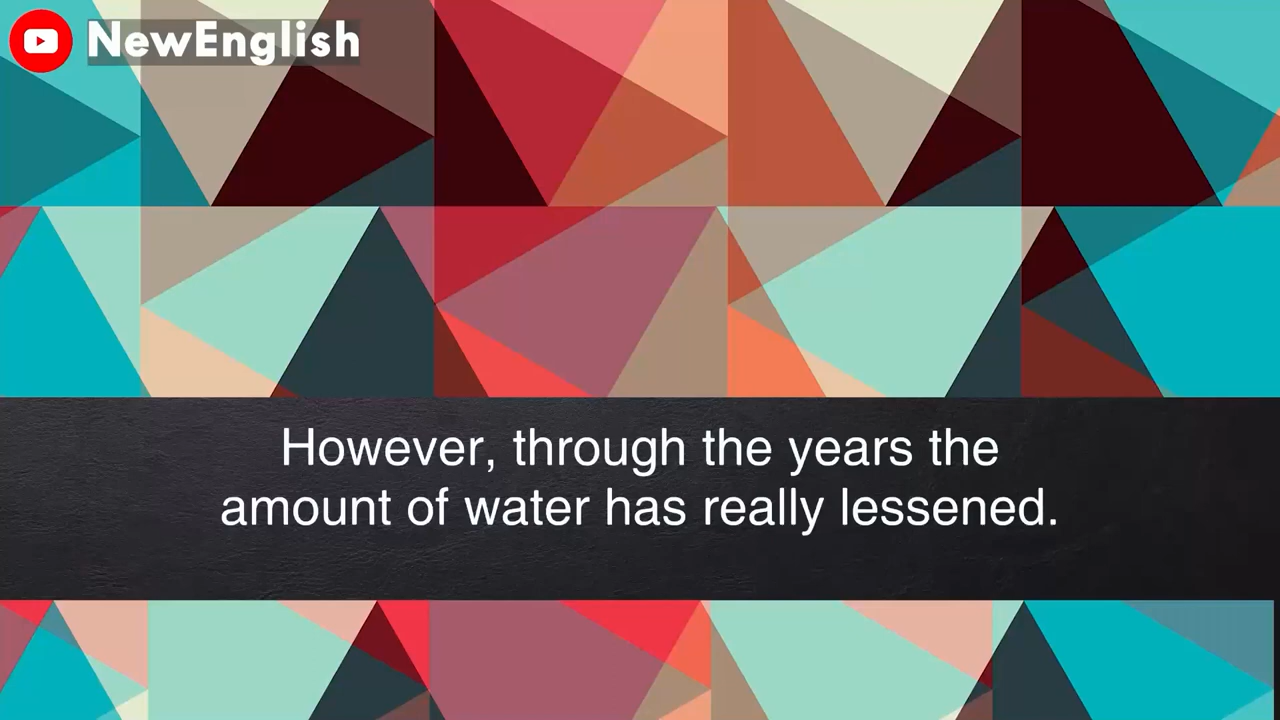 NewEnglish
However, through the years the
amount of water has really lessened.